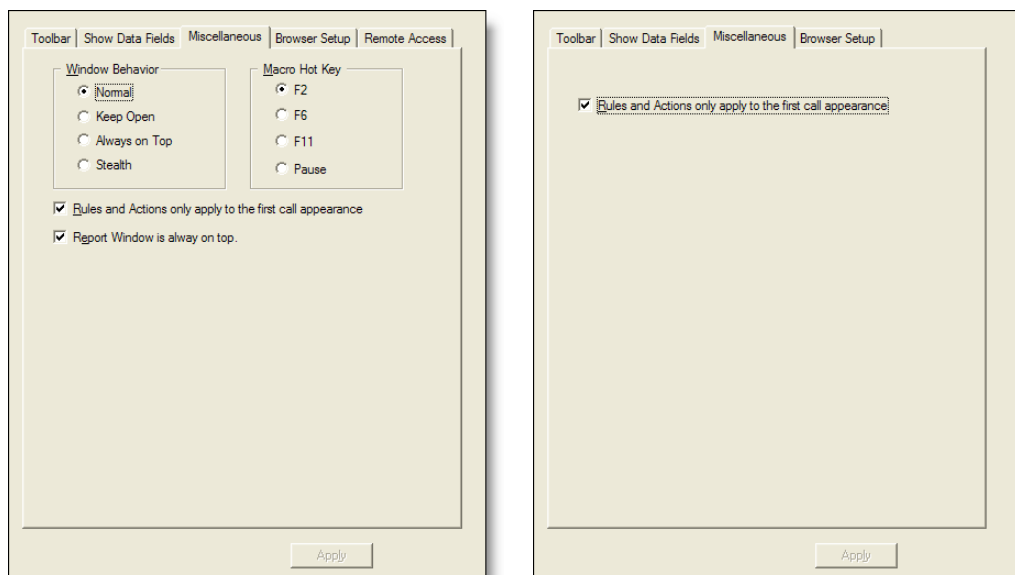 Toolbar Show Data Fields Miscellaneous Browser Setup Remote Access
Window Behavior
Normal
Keep Open
Always on Top
Stealth
Macro Hot Key
F2
F6
F11
Pause
Rules and Actions only apply to the first call appearance
Report Window is alway on top.
Apply
Toolbar Show Data Fields Miscellaneous Browser Setup
Rules and Actions only apply to the first call appearance
Apply